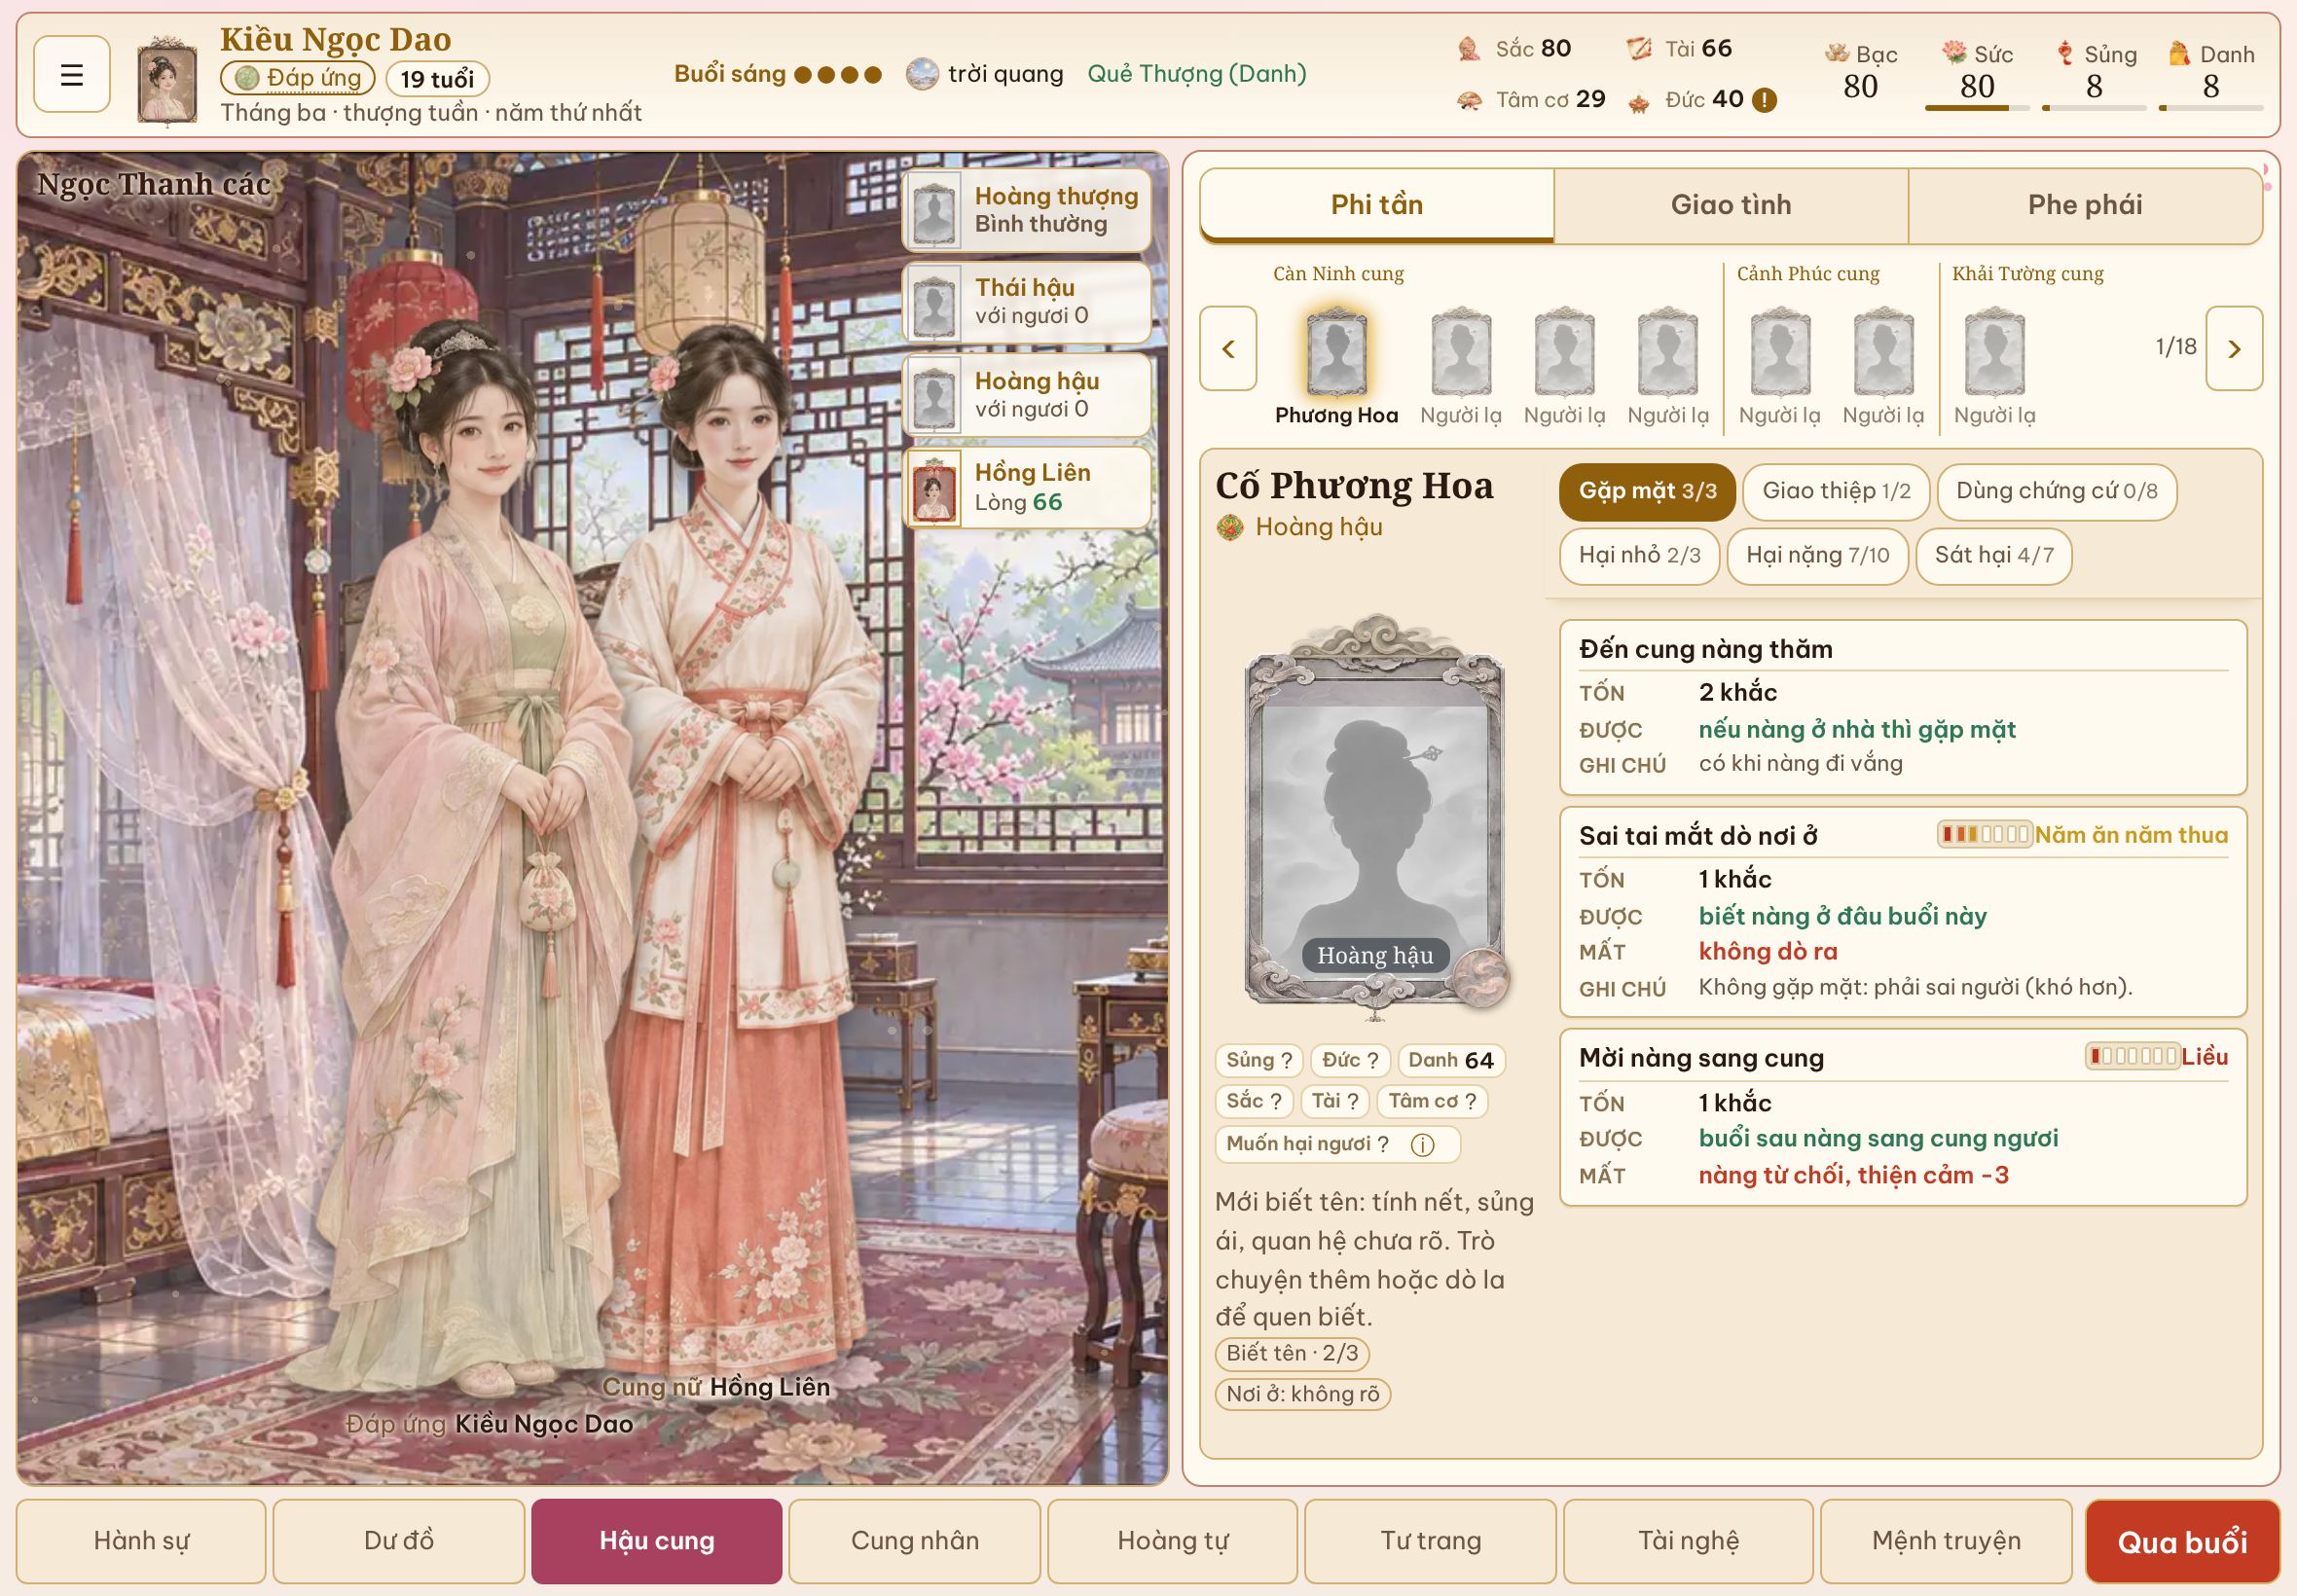 ☰
Kiều Ngọc Dao
Đáp ứng 19 tuổi
Tháng ba · thượng tuần · năm thứ nhất
Buổi sáng trời quang Quẻ Thượng (Danh)
Sắc 80 Tài 66
Tâm cơ 29 Đức 40 !
Bạc 80
Sức 80
Sủng 8
Danh 8
Ngọc Thanh các
Hoàng thượng
Bình thường
Thái hậu
với ngươi 0
Hoàng hậu
với ngươi 0
Hồng Liên
Lòng 66
Cung nữ Hồng Liên
Đáp ứng Kiều Ngọc Dao
Phi tần Giao tình Phe phái
Càn Ninh cung Cảnh Phúc cung Khải Tường cung
‹ 1/18 ›
Phương Hoa Người lạ Người lạ Người lạ Người lạ Người lạ Người lạ
Cố Phương Hoa
Hoàng hậu
Hoàng hậu
Sủng ? Đức ? Danh 64
Sắc ? Tài ? Tâm cơ ?
Muốn hại ngươi ? ⓘ
Mới biết tên: tính nết, sủng
ái, quan hệ chưa rõ. Trò
chuyện thêm hoặc dò la
để quen biết.
Biết tên · 2/3
Nơi ở: không rõ
Gặp mặt 3/3 Giao thiệp 1/2 Dùng chứng cứ 0/8
Hại nhỏ 2/3 Hại nặng 7/10 Sát hại 4/7
Đến cung nàng thăm
TỐN 2 khắc
ĐƯỢC nếu nàng ở nhà thì gặp mặt
GHI CHÚ có khi nàng đi vắng
Sai tai mắt dò nơi ở Năm ăn năm thua
TỐN 1 khắc
ĐƯỢC biết nàng ở đâu buổi này
MẤT không dò ra
GHI CHÚ Không gặp mặt: phải sai người (khó hơn).
Mời nàng sang cung Liều
TỐN 1 khắc
ĐƯỢC buổi sau nàng sang cung ngươi
MẤT nàng từ chối, thiện cảm -3
Hành sự Dư đồ Hậu cung Cung nhân Hoàng tự Tư trang Tài nghệ Mệnh truyện Qua buổi